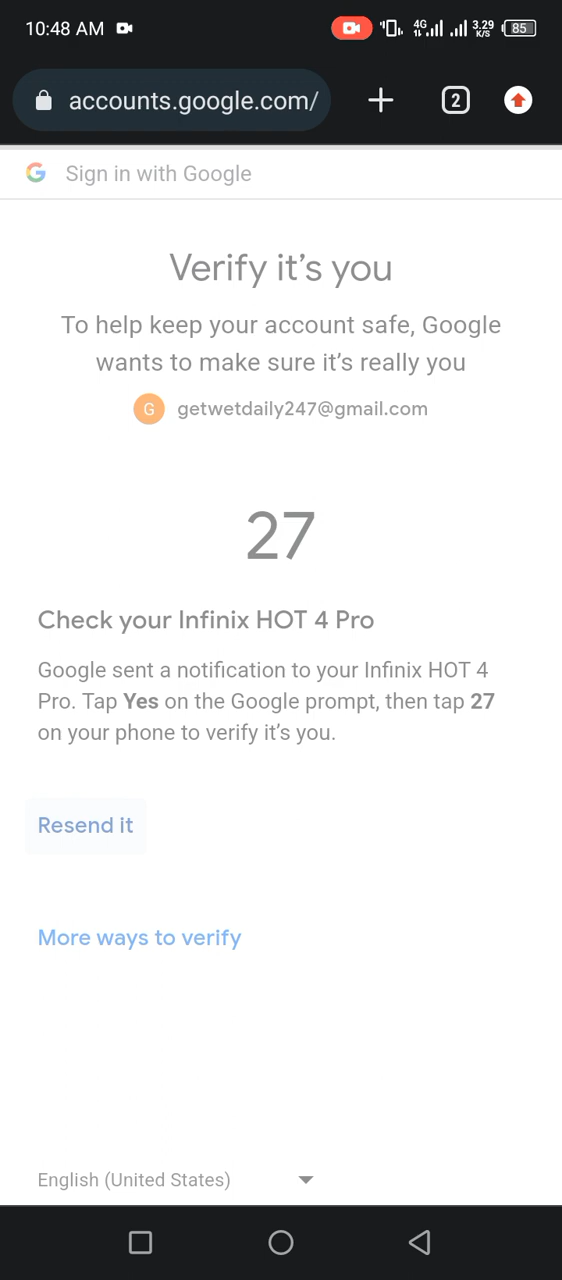 10:48 AM
4G
3.29
K/S
85
accounts.google.com/
2
Sign in with Google
Verify it's you
To help keep your account safe, Google
wants to make sure it's really you
G
getwetdaily247@gmail.com
27
Check your Infinix HOT 4 Pro
Google sent a notification to your Infinix HOT 4
Pro. Tap Yes on the Google prompt, then tap 27
on your phone to verify it's you.
Resend it
More ways to verify
English (United States)